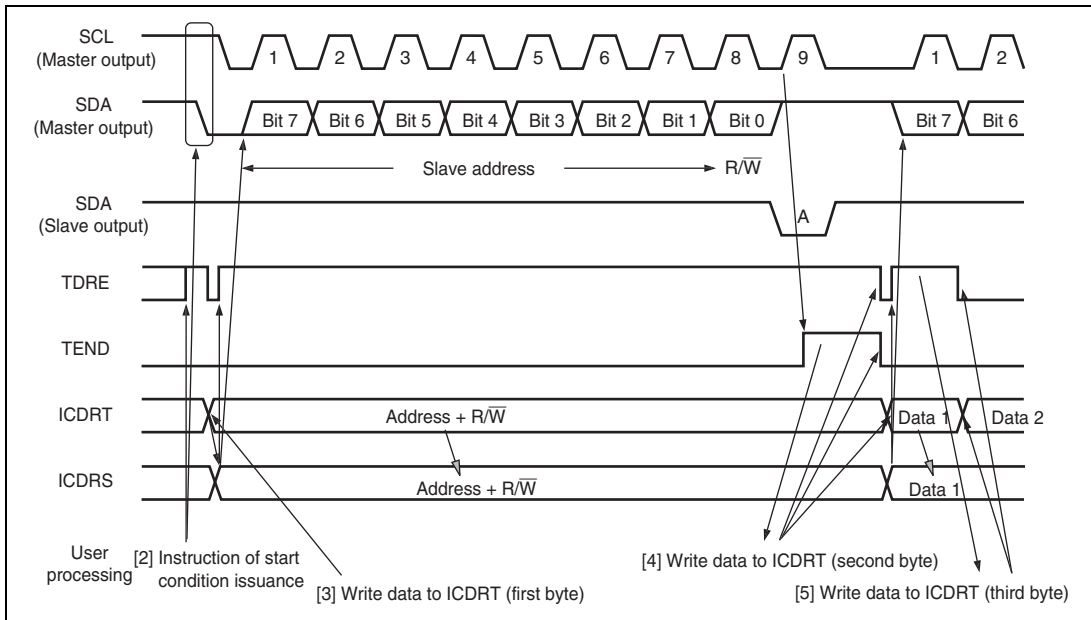 SCL
(Master output)
1 2 3 4 5 6 7 8 9 1 2
SDA
(Master output)
Bit 7 Bit 6 Bit 5 Bit 4 Bit 3 Bit 2 Bit 1 Bit 0 Bit 7 Bit 6
Slave address R/W̅
SDA
(Slave output)
A
TDRE
TEND
ICDRT
Address + R/W̅ Data 1 Data 2
ICDRS
Address + R/W̅ Data 1
User
processing
[2] Instruction of start
condition issuance
[3] Write data to ICDRT (first byte)
[4] Write data to ICDRT (second byte)
[5] Write data to ICDRT (third byte)